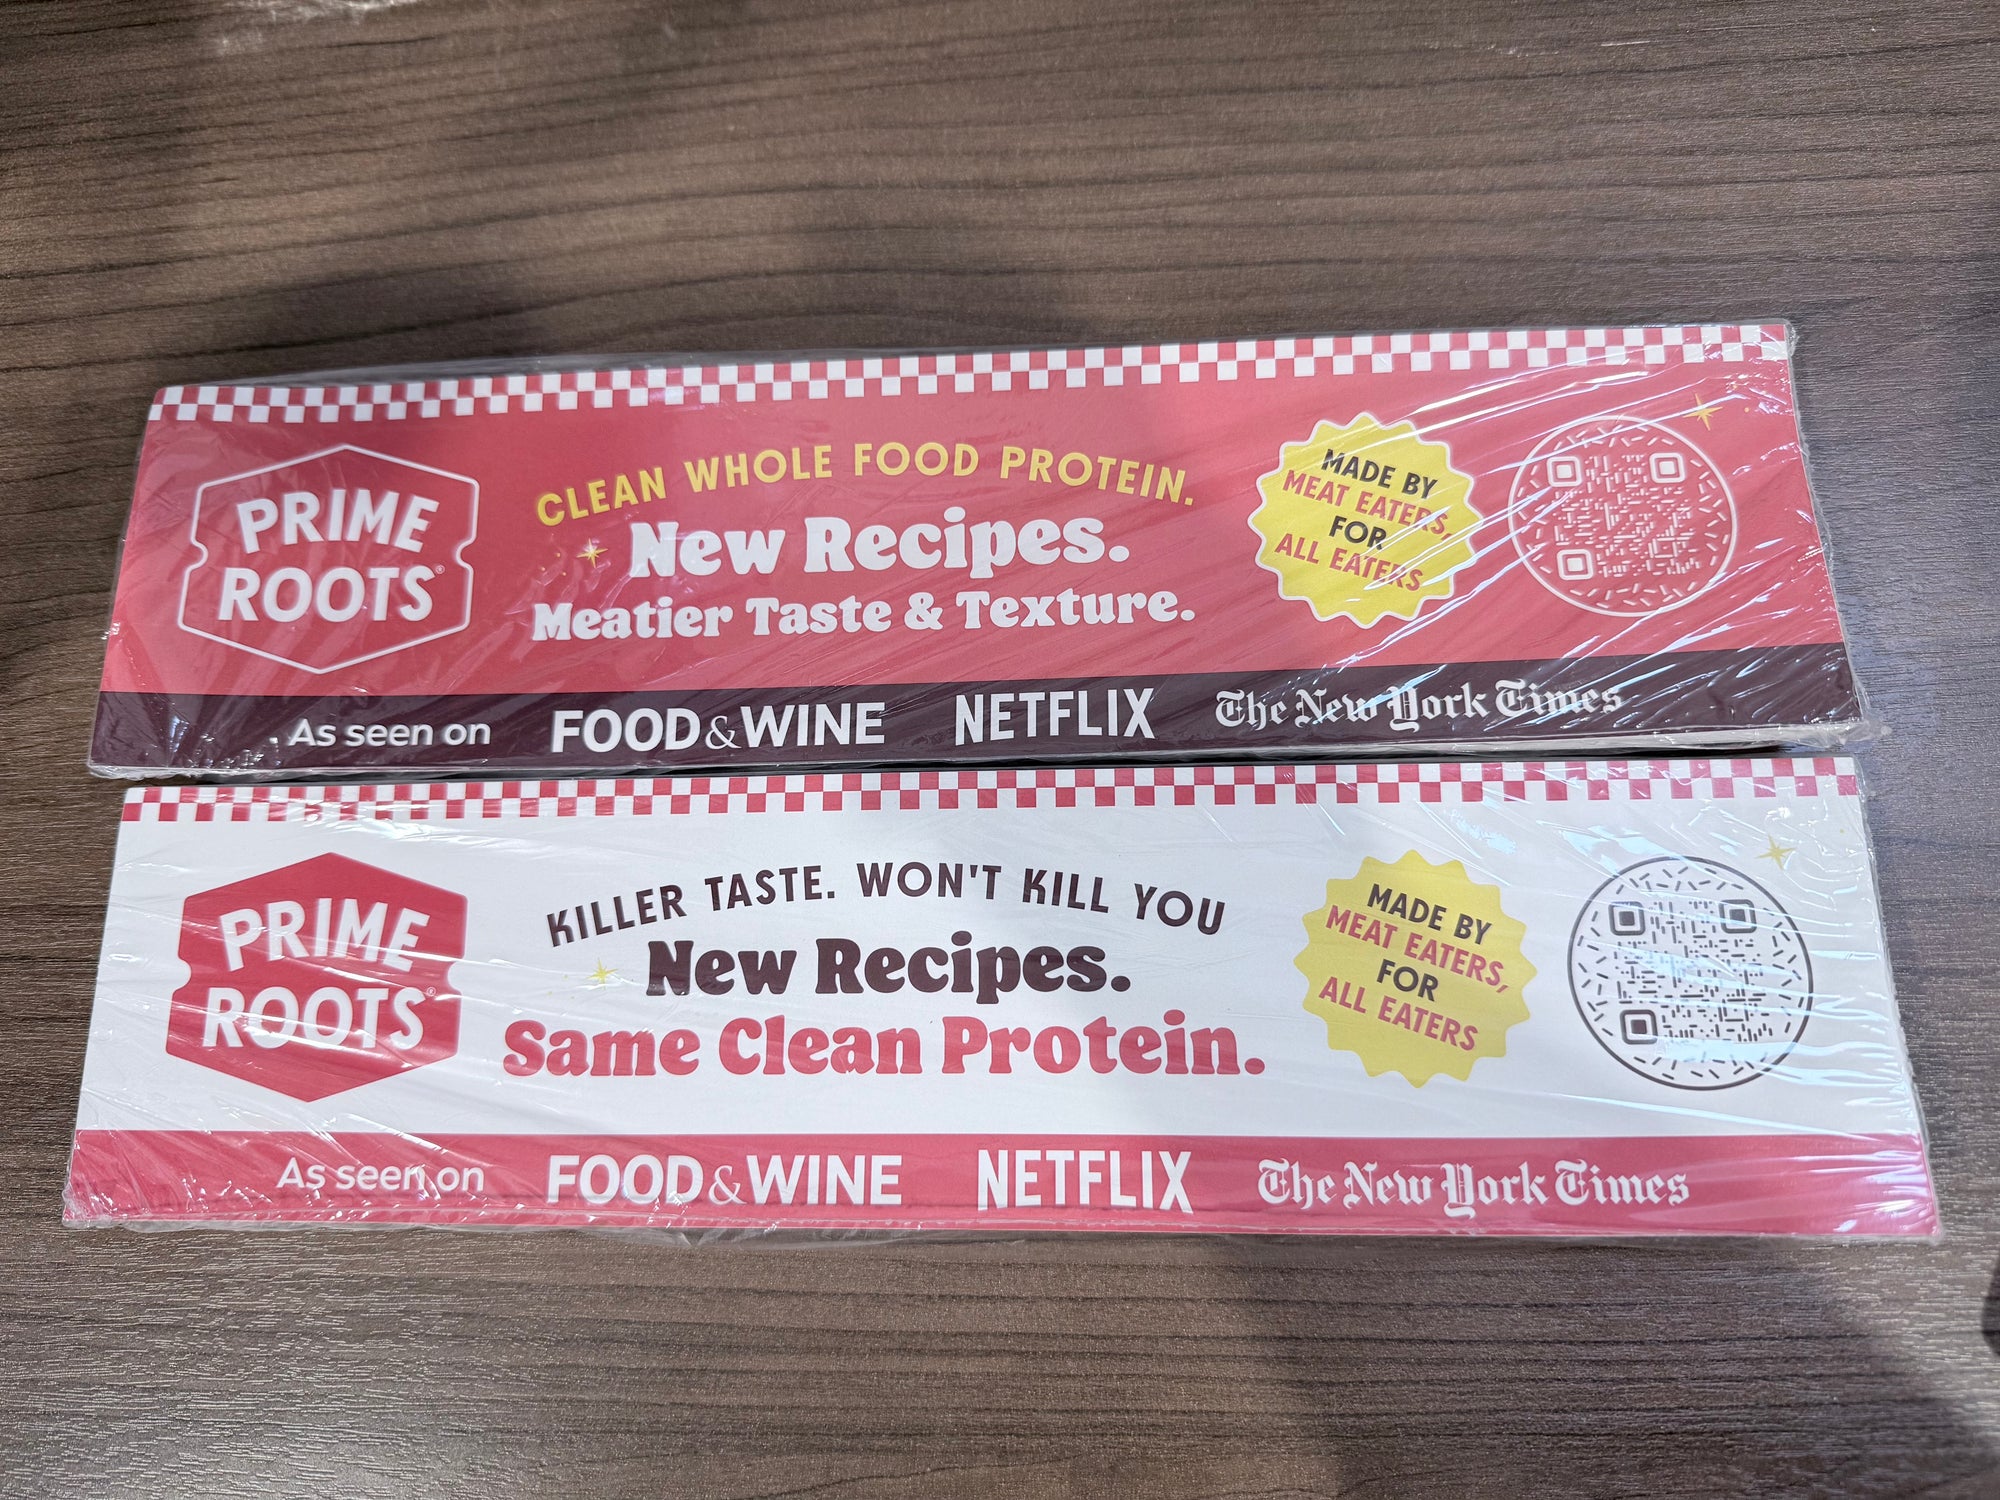 PRIME
ROOTS®
CLEAN WHOLE FOOD PROTEIN.
New Recipes.
Meatier Taste & Texture.
MADE BY
MEAT EATERS,
FOR
ALL EATERS
As seen on FOOD&WINE NETFLIX The New York Times
PRIME
ROOTS®
KILLER TASTE. WON'T KILL YOU
New Recipes.
Same Clean Protein.
MADE BY
MEAT EATERS,
FOR
ALL EATERS
As seen on FOOD&WINE NETFLIX The New York Times